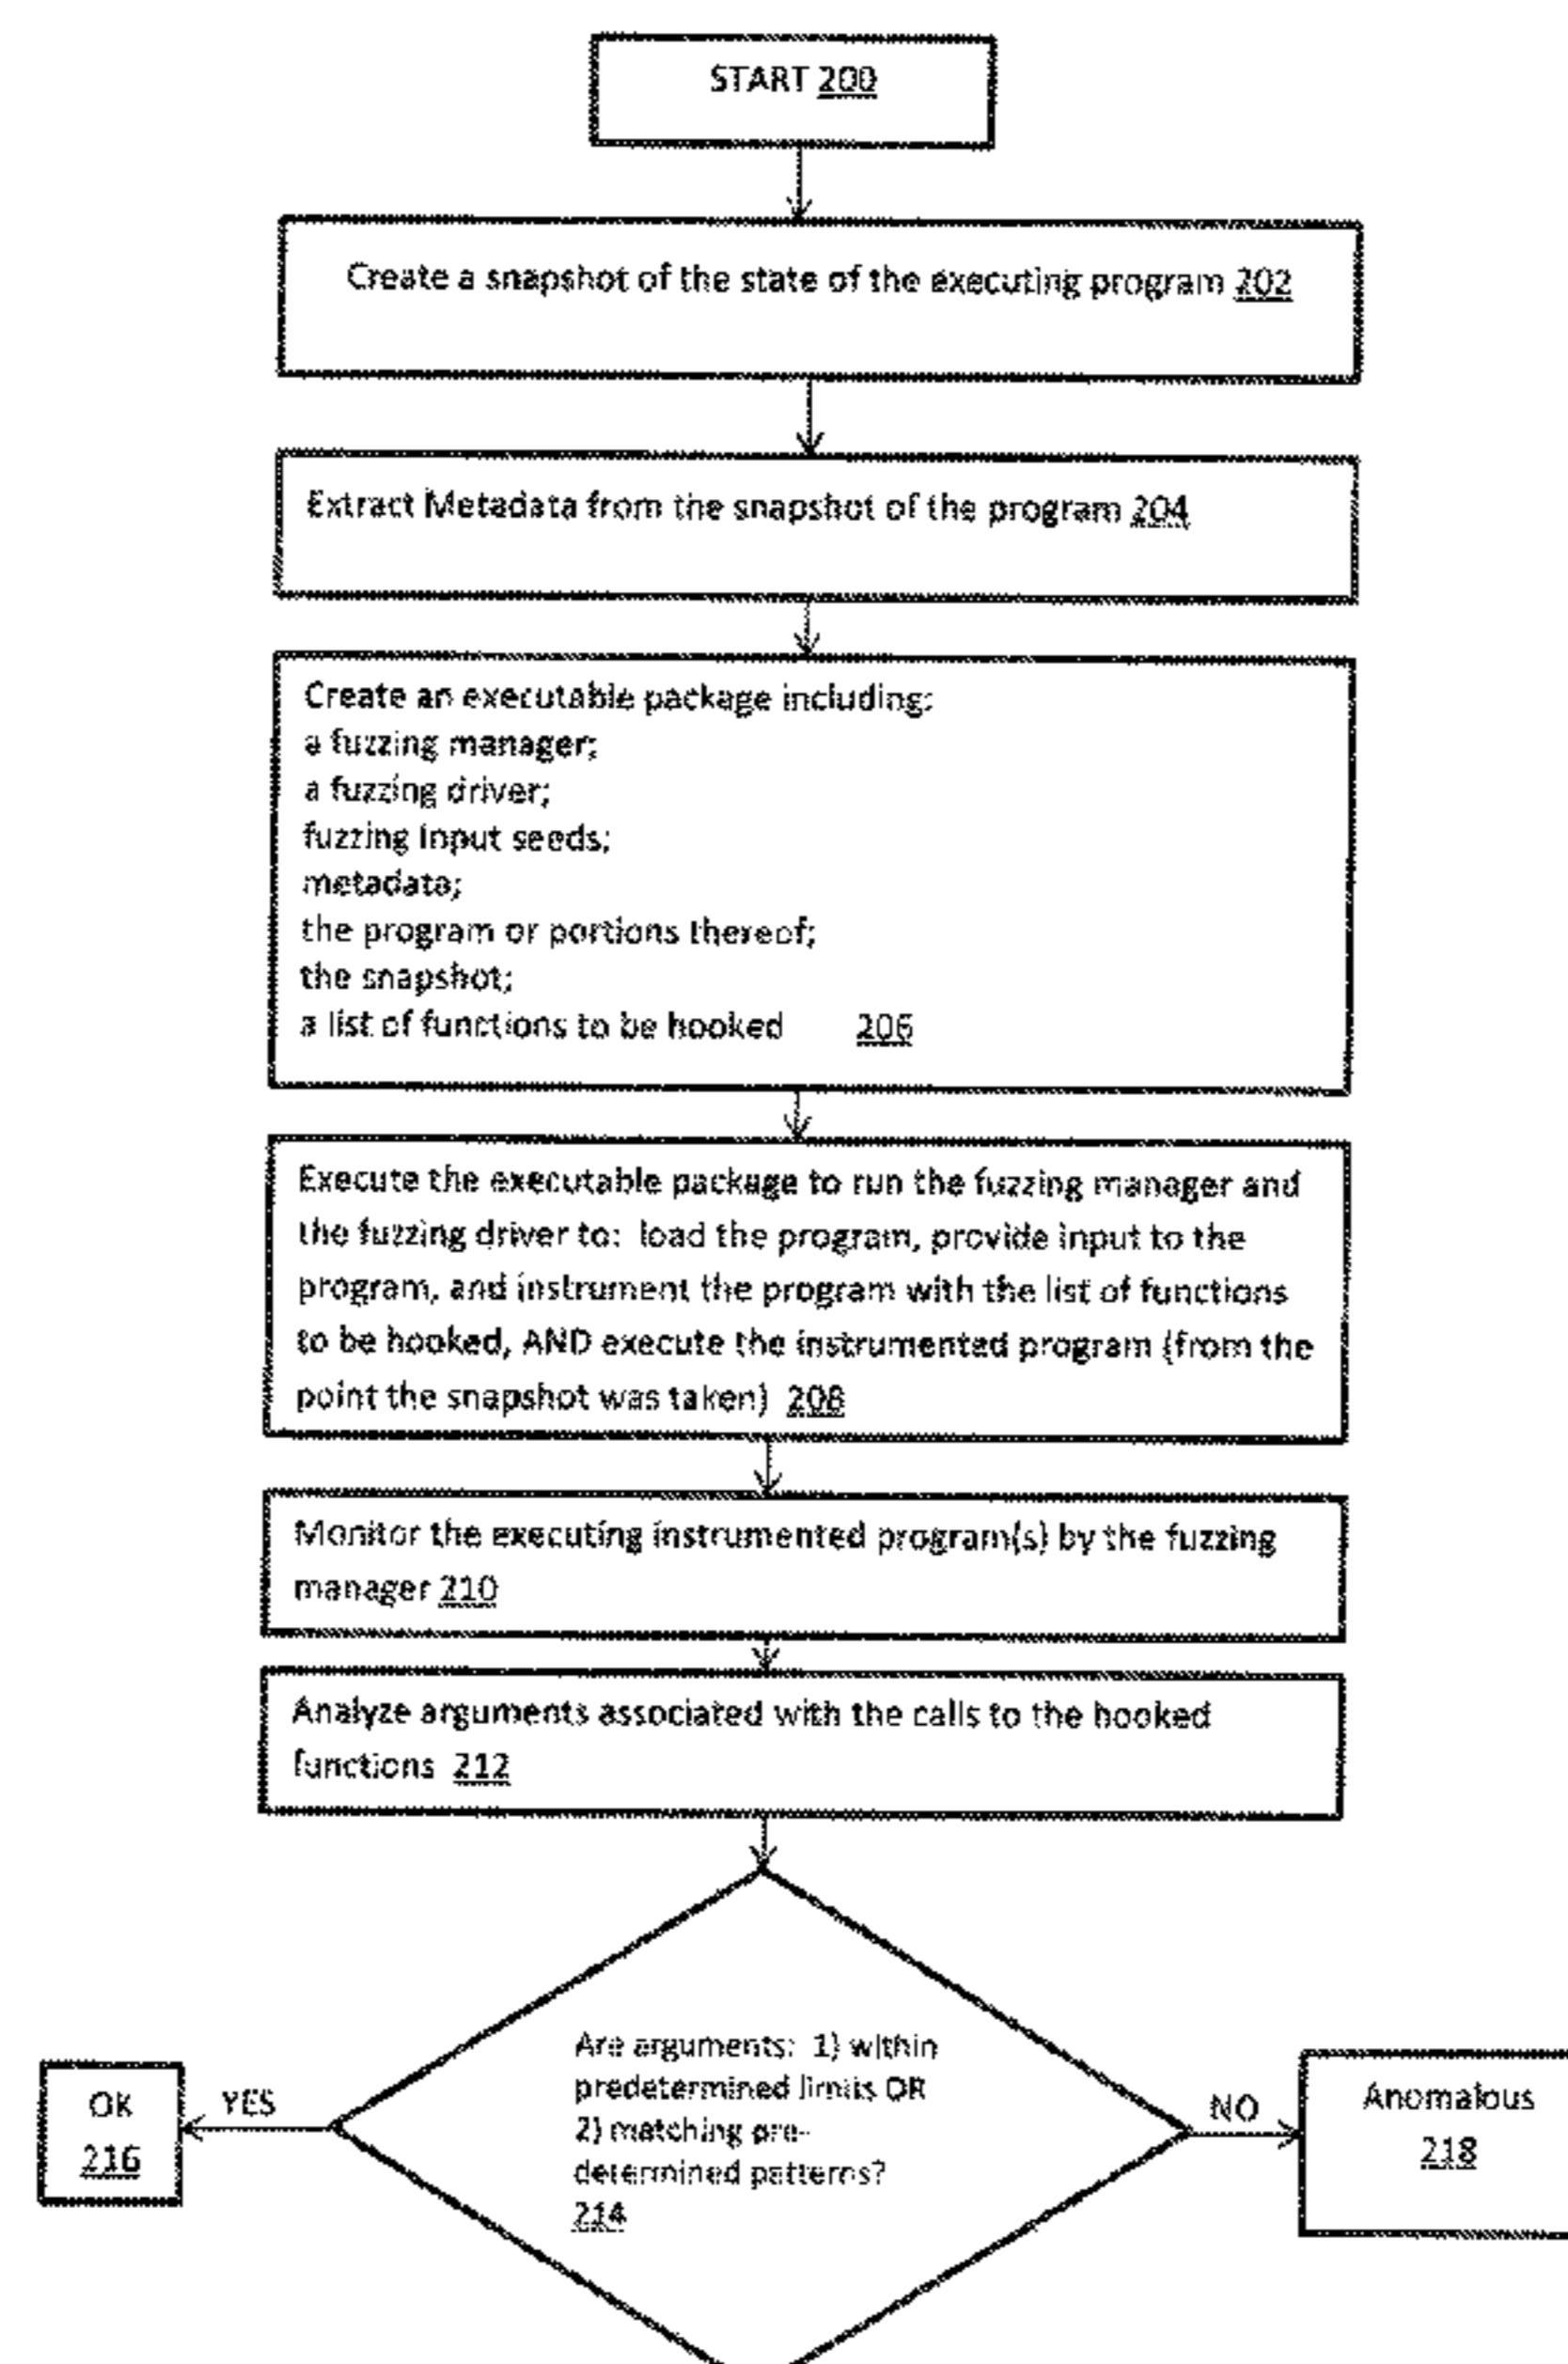 START 200
Create a snapshot of the state of the executing program 202
Extract Metadata from the snapshot of the program 204
Create an executable package including:
a fuzzing manager;
a fuzzing driver;
fuzzing input seeds;
metadata;
the program or portions thereof;
the snapshot;
a list of functions to be hooked 206
Execute the executable package to run the fuzzing manager and
the fuzzing driver to: load the program, provide input to the
program, and instrument the program with the list of functions
to be hooked, AND execute the instrumented program (from the
point the snapshot was taken) 208
Monitor the executing instrumented program(s) by the fuzzing
manager 210
Analyze arguments associated with the calls to the hooked
functions 212
Are arguments: 1) within
predetermined limits OR
2) matching pre-
determined patterns?
214
YES
OK
216
NO
Anomalous
218